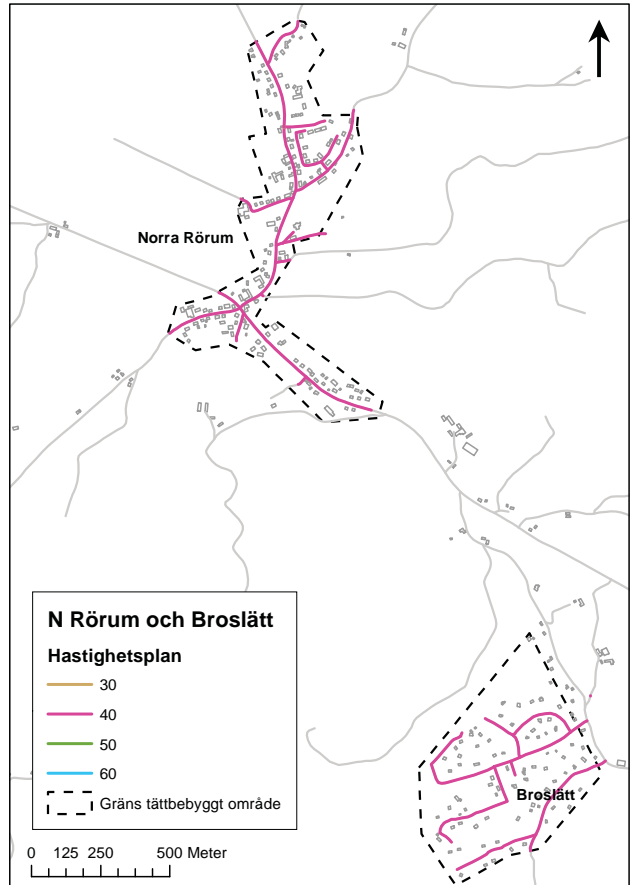 Norra Rörum
N Rörum och Broslätt
Hastighetsplan
30
40
50
60
Gräns tättbebyggt område
Broslätt
0 125 250 500 Meter